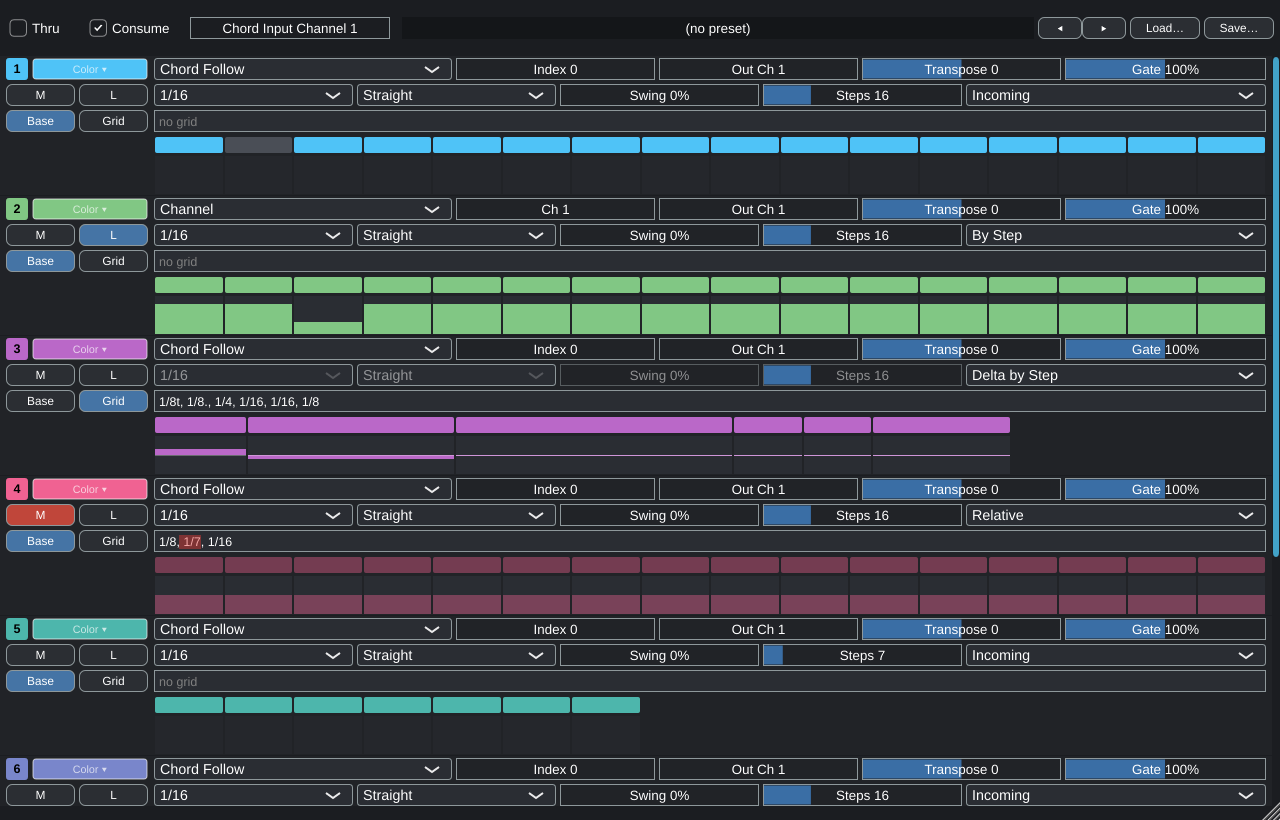 Thru Consume Chord Input Channel 1 (no preset) ◂ ▸ Load... Save...
1 Color ▾ Chord Follow Index 0 Out Ch 1 Transpose 0 Gate 100%
M L 1/16 Straight Swing 0% Steps 16 Incoming
Base Grid no grid
2 Color ▾ Channel Ch 1 Out Ch 1 Transpose 0 Gate 100%
M L 1/16 Straight Swing 0% Steps 16 By Step
Base Grid no grid
3 Color ▾ Chord Follow Index 0 Out Ch 1 Transpose 0 Gate 100%
M L 1/16 Straight Swing 0% Steps 16 Delta by Step
Base Grid 1/8t, 1/8., 1/4, 1/16, 1/16, 1/8
4 Color ▾ Chord Follow Index 0 Out Ch 1 Transpose 0 Gate 100%
M L 1/16 Straight Swing 0% Steps 16 Relative
Base Grid 1/8, 1/7, 1/16
5 Color ▾ Chord Follow Index 0 Out Ch 1 Transpose 0 Gate 100%
M L 1/16 Straight Swing 0% Steps 7 Incoming
Base Grid no grid
6 Color ▾ Chord Follow Index 0 Out Ch 1 Transpose 0 Gate 100%
M L 1/16 Straight Swing 0% Steps 16 Incoming